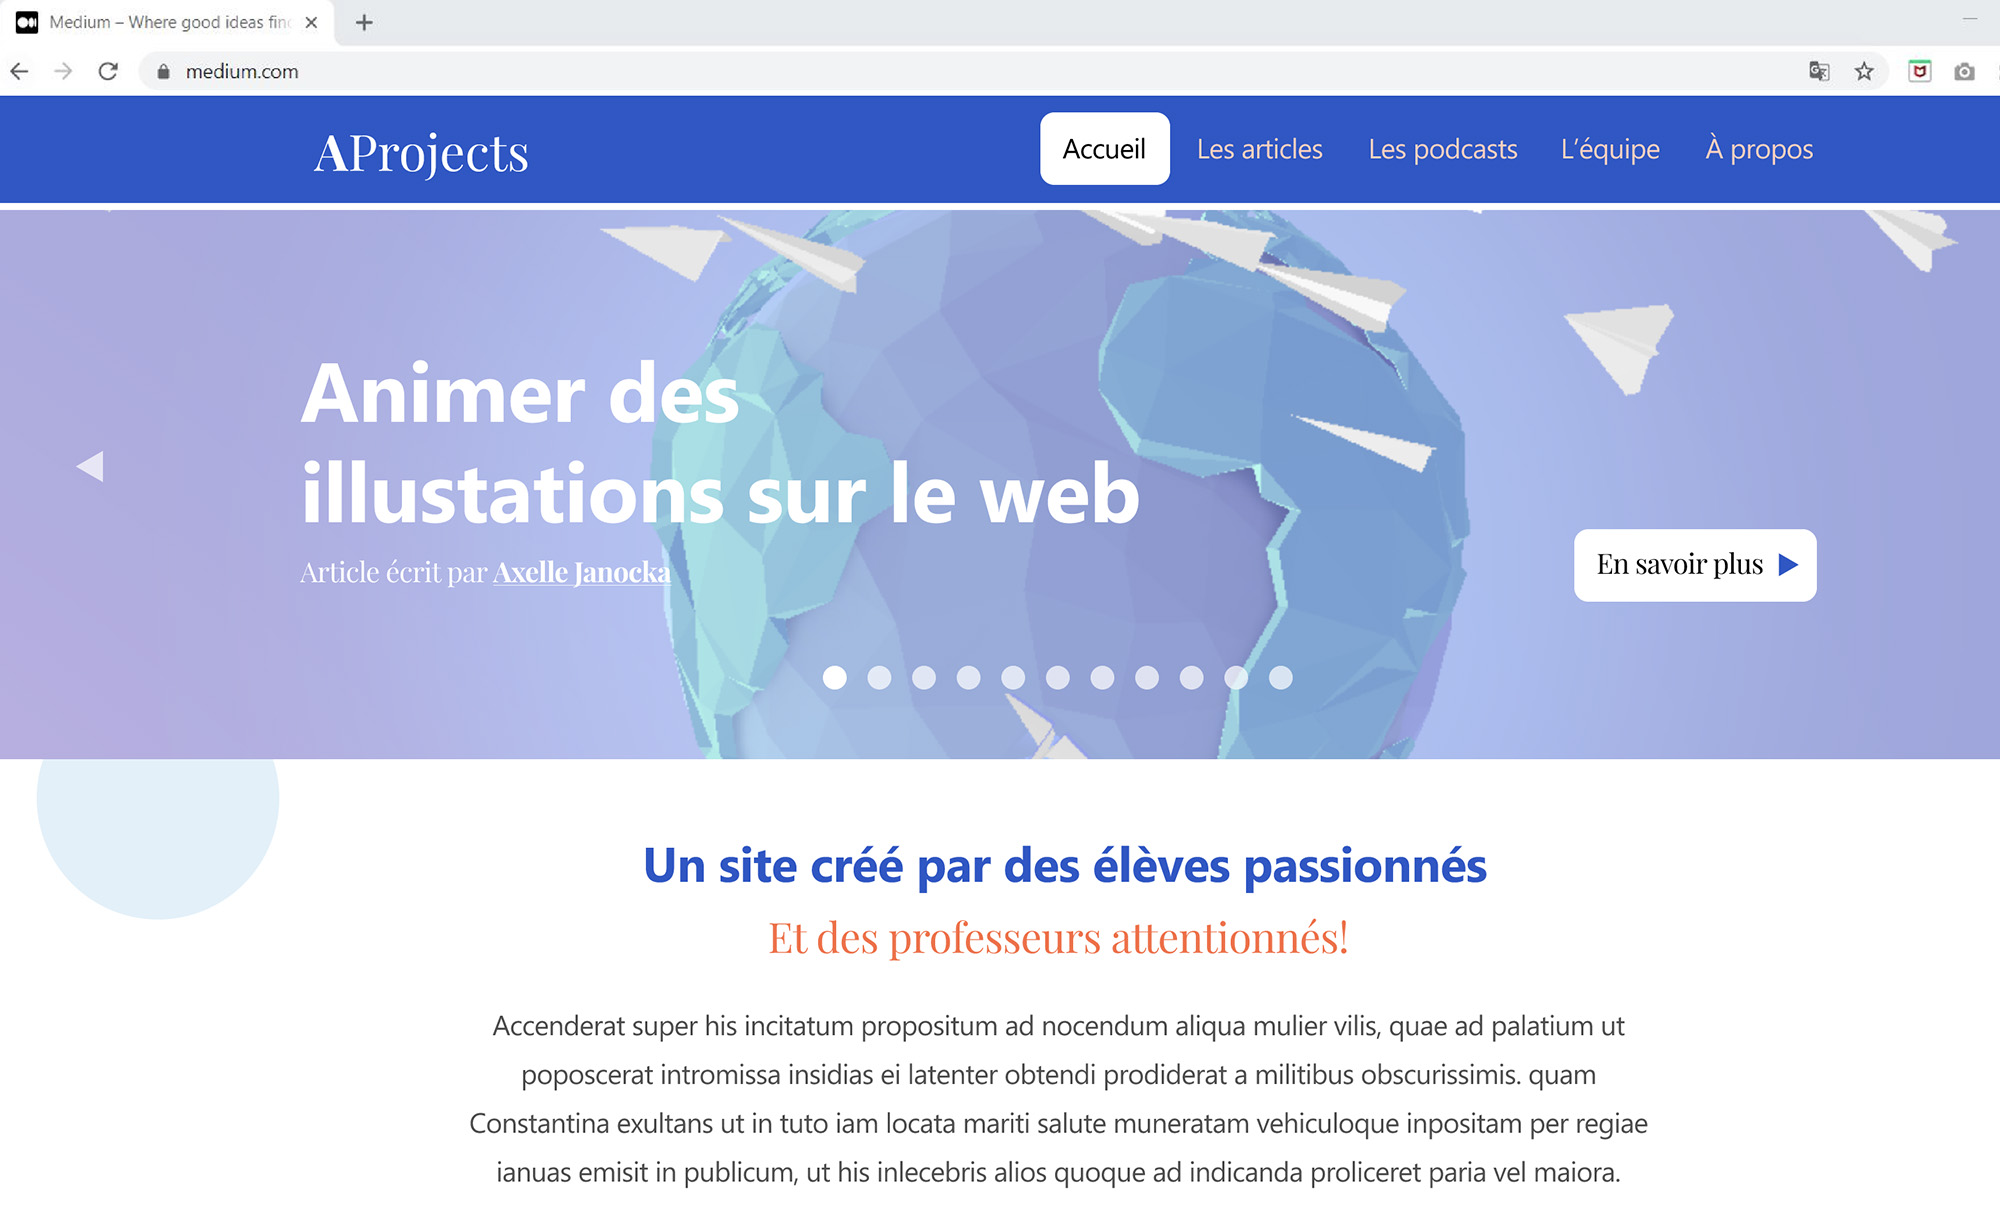 Medium – Where good ideas fin
medium.com
AProjects
Accueil
Les articles
Les podcasts
L'équipe
À propos
Animer des
illustations sur le web
Article écrit par Axelle Janocka
En savoir plus
Un site créé par des élèves passionnés
Et des professeurs attentionnés!
Accenderat super his incitatum propositum ad nocendum aliqua mulier vilis, quae ad palatium ut
poposcerat intromissa insidias ei latenter obtendi prodiderat a militibus obscurissimis. quam
Constantina exultans ut in tuto iam locata mariti salute muneratam vehiculoque inpositam per regiae
ianuas emisit in publicum, ut his inlecebris alios quoque ad indicanda proliceret paria vel maiora.